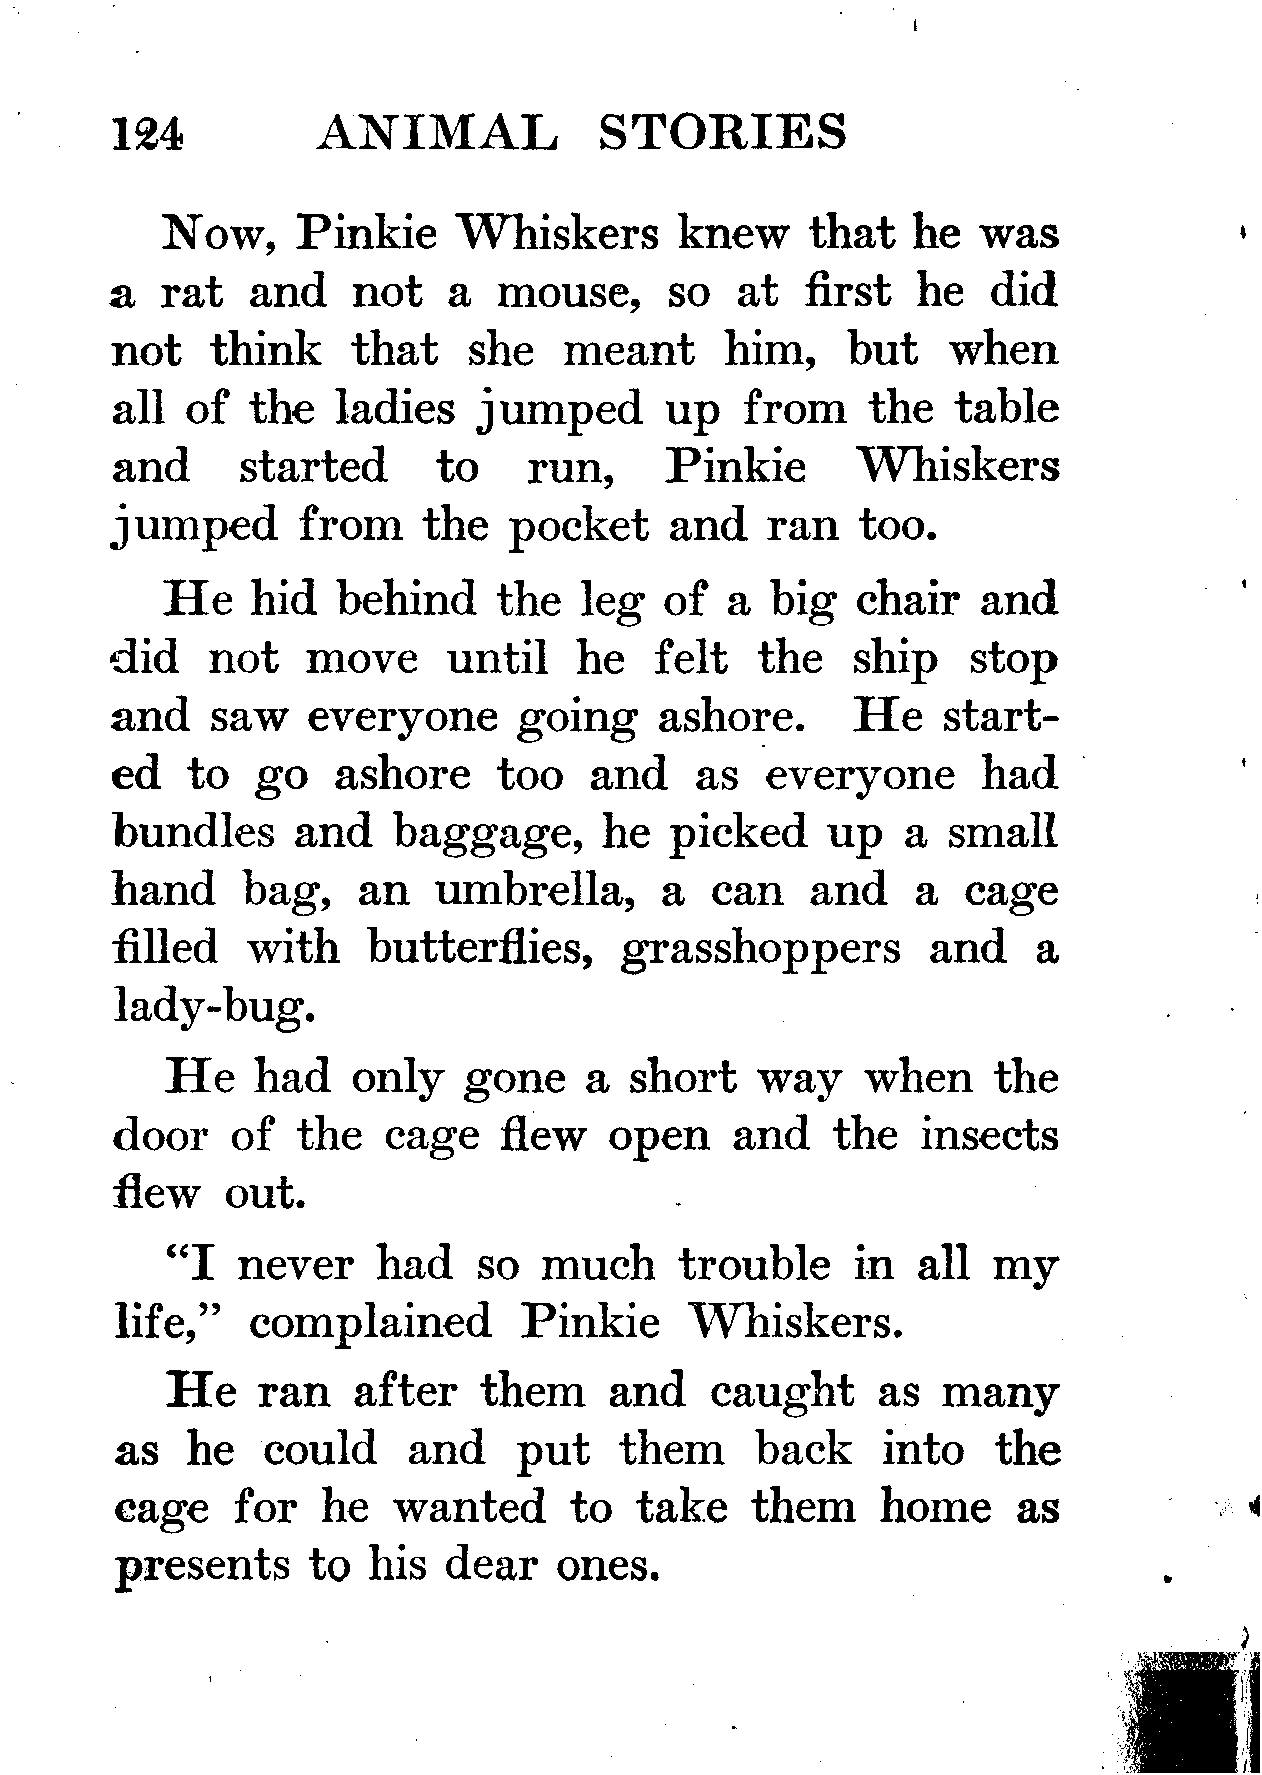 124 ANIMAL STORIES
Now, Pinkie Whiskers knew that he was
a rat and not a mouse, so at first he did
not think that she meant him, but when
all of the ladies jumped up from the table
and started to run, Pinkie Whiskers
jumped from the pocket and ran too.
He hid behind the leg of a big chair and
did not move until he felt the ship stop
and saw everyone going ashore. He start-
ed to go ashore too and as everyone had
bundles and baggage, he picked up a small
hand bag, an umbrella, a can and a cage
filled with butterflies, grasshoppers and a
lady-bug.
He had only gone a short way when the
door of the cage flew open and the insects
flew out.
“I never had so much trouble in all my
life,” complained Pinkie Whiskers.
He ran after them and caught as many
as he could and put them back into the
cage for he wanted to take them home as
presents to his dear ones.